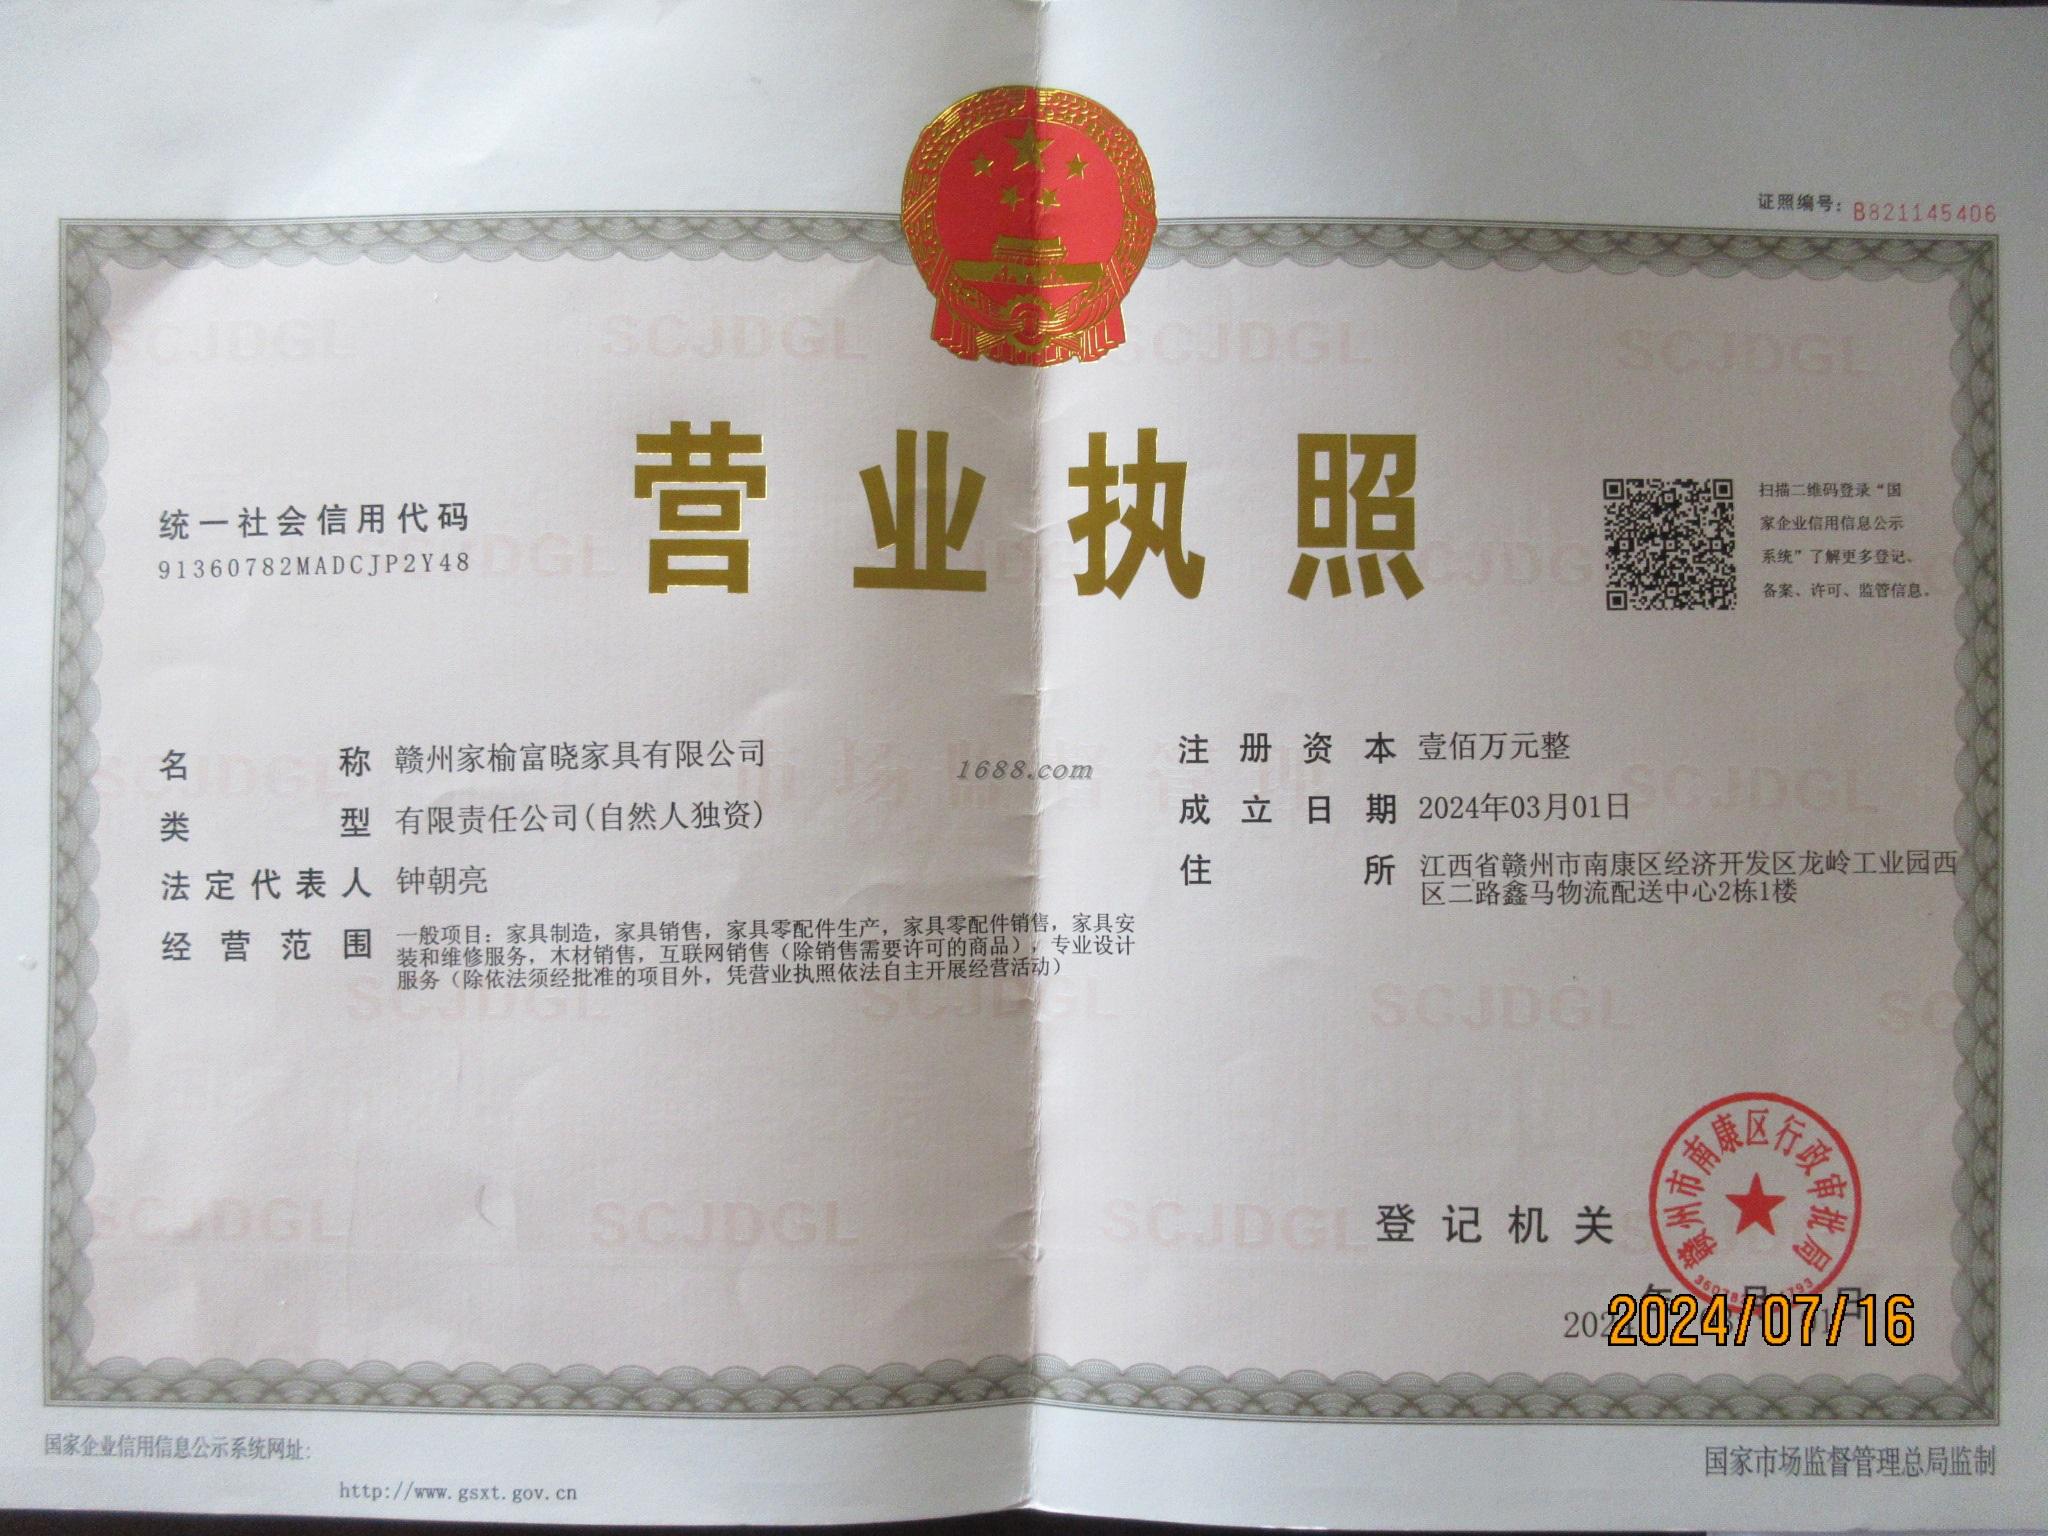 证照编号：B821145406
营业执照
统一社会信用代码
91360782MADCJP2Y48
扫描二维码登录“国
家企业信用信息公示
系统”了解更多登记、
备案、许可、监管信息。
名称 赣州家榆富晓家具有限公司
类型 有限责任公司(自然人独资)
法定代表人 钟朝亮
经营范围 一般项目：家具制造，家具销售，家具零配件生产，家具零配件销售，家具安
装和维修服务，木材销售，互联网销售（除销售需要许可的商品），专业设计
服务（除依法须经批准的项目外，凭营业执照依法自主开展经营活动）
1688.com
注册资本 壹佰万元整
成立日期 2024年03月01日
住所 江西省赣州市南康区经济开发区龙岭工业园西
区二路鑫马物流配送中心2栋1楼
登记机关
赣州市南康区行政审批局
年 月 日
2024/07/16
SCJDGL
国家企业信用信息公示系统网址：
http://www.gsxt.gov.cn
国家市场监督管理总局监制